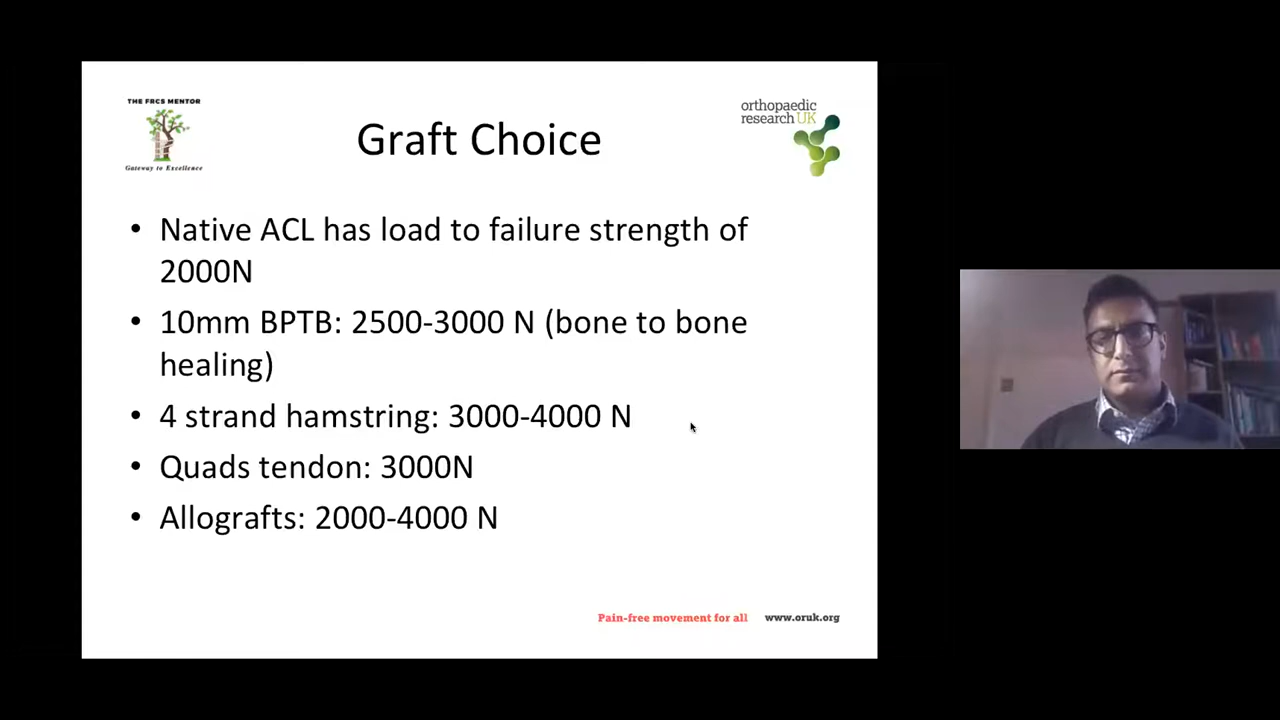 THE FRCS MENTOR
Gateway to Excellence
orthopaedic
research UK
Graft Choice
• Native ACL has load to failure strength of
2000N
• 10mm BPTB: 2500-3000 N (bone to bone
healing)
• 4 strand hamstring: 3000-4000 N
• Quads tendon: 3000N
• Allografts: 2000-4000 N
Pain-free movement for all www.oruk.org